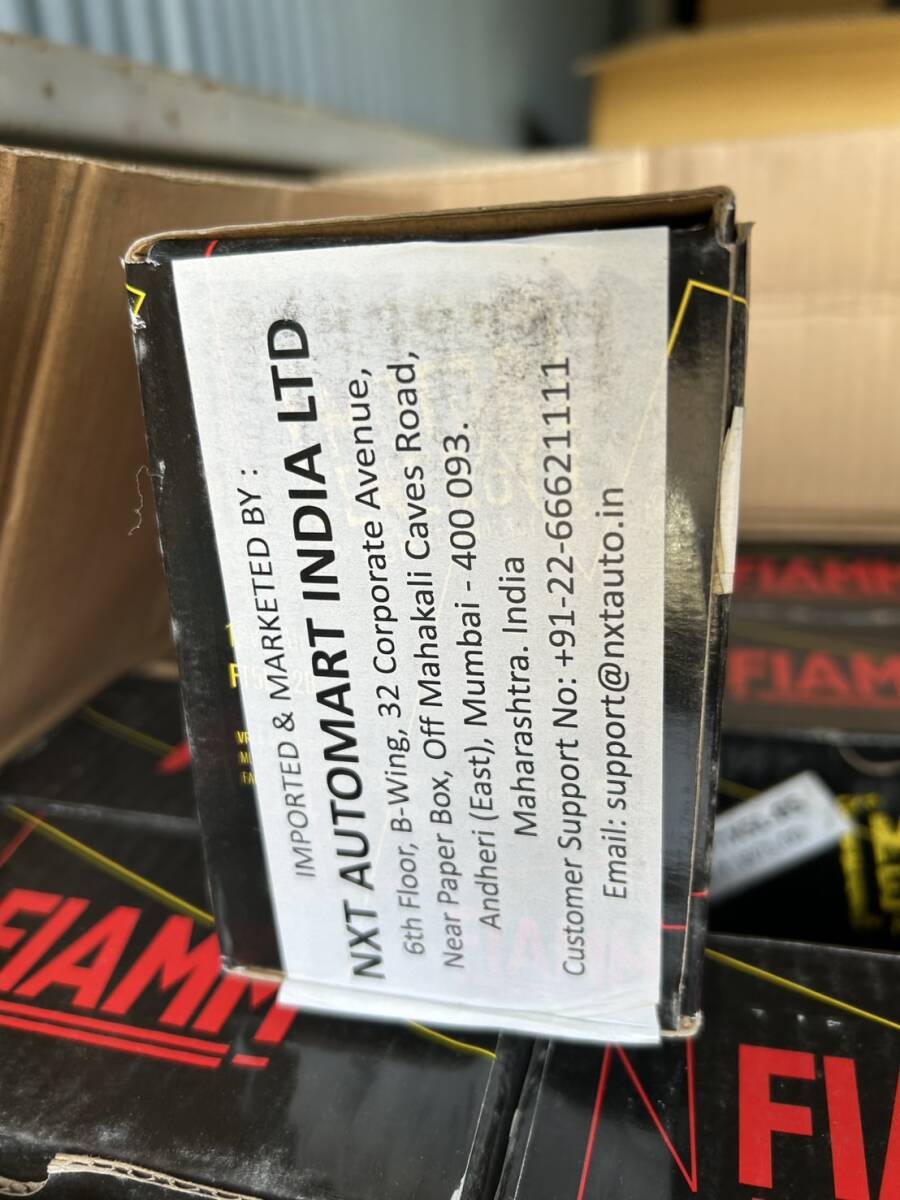 IMPORTED & MARKETED BY :
NXT AUTOMART INDIA LTD
6th Floor, B-Wing, 32 Corporate Avenue,
Near Paper Box, Off Mahakali Caves Road,
Andheri (East), Mumbai - 400 093.
Maharashtra. India
Customer Support No: +91-22-66621111
Email: support@nxtauto.in
FIAMM
FIAMM
FIAM
FI